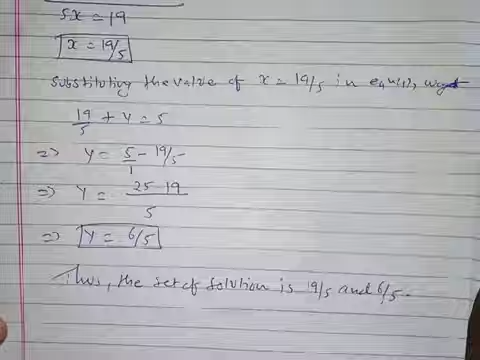 5x = 19
x = 19/5
Substituting the value of x = 19/5 in eqn(1), we get
19/5 + y = 5
=> y = 5/1 - 19/5
=> y = 25-19/5
=> y = 6/5
Thus, the set of solution is 19/5 and 6/5.